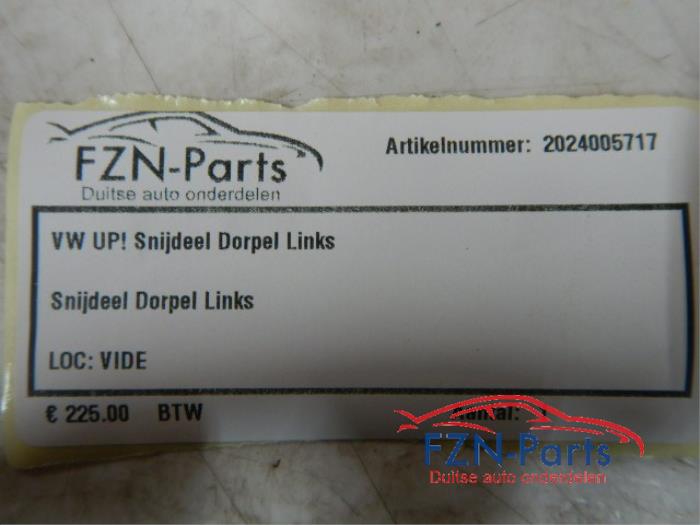 FZN-Parts
Duitse auto onderdelen
Artikelnummer: 2024005717
VW UP! Snijdeel Dorpel Links
Snijdeel Dorpel Links
LOC: VIDE
€ 225.00 BTW
Aantal:
FZN-Parts
Duitse auto onderdelen